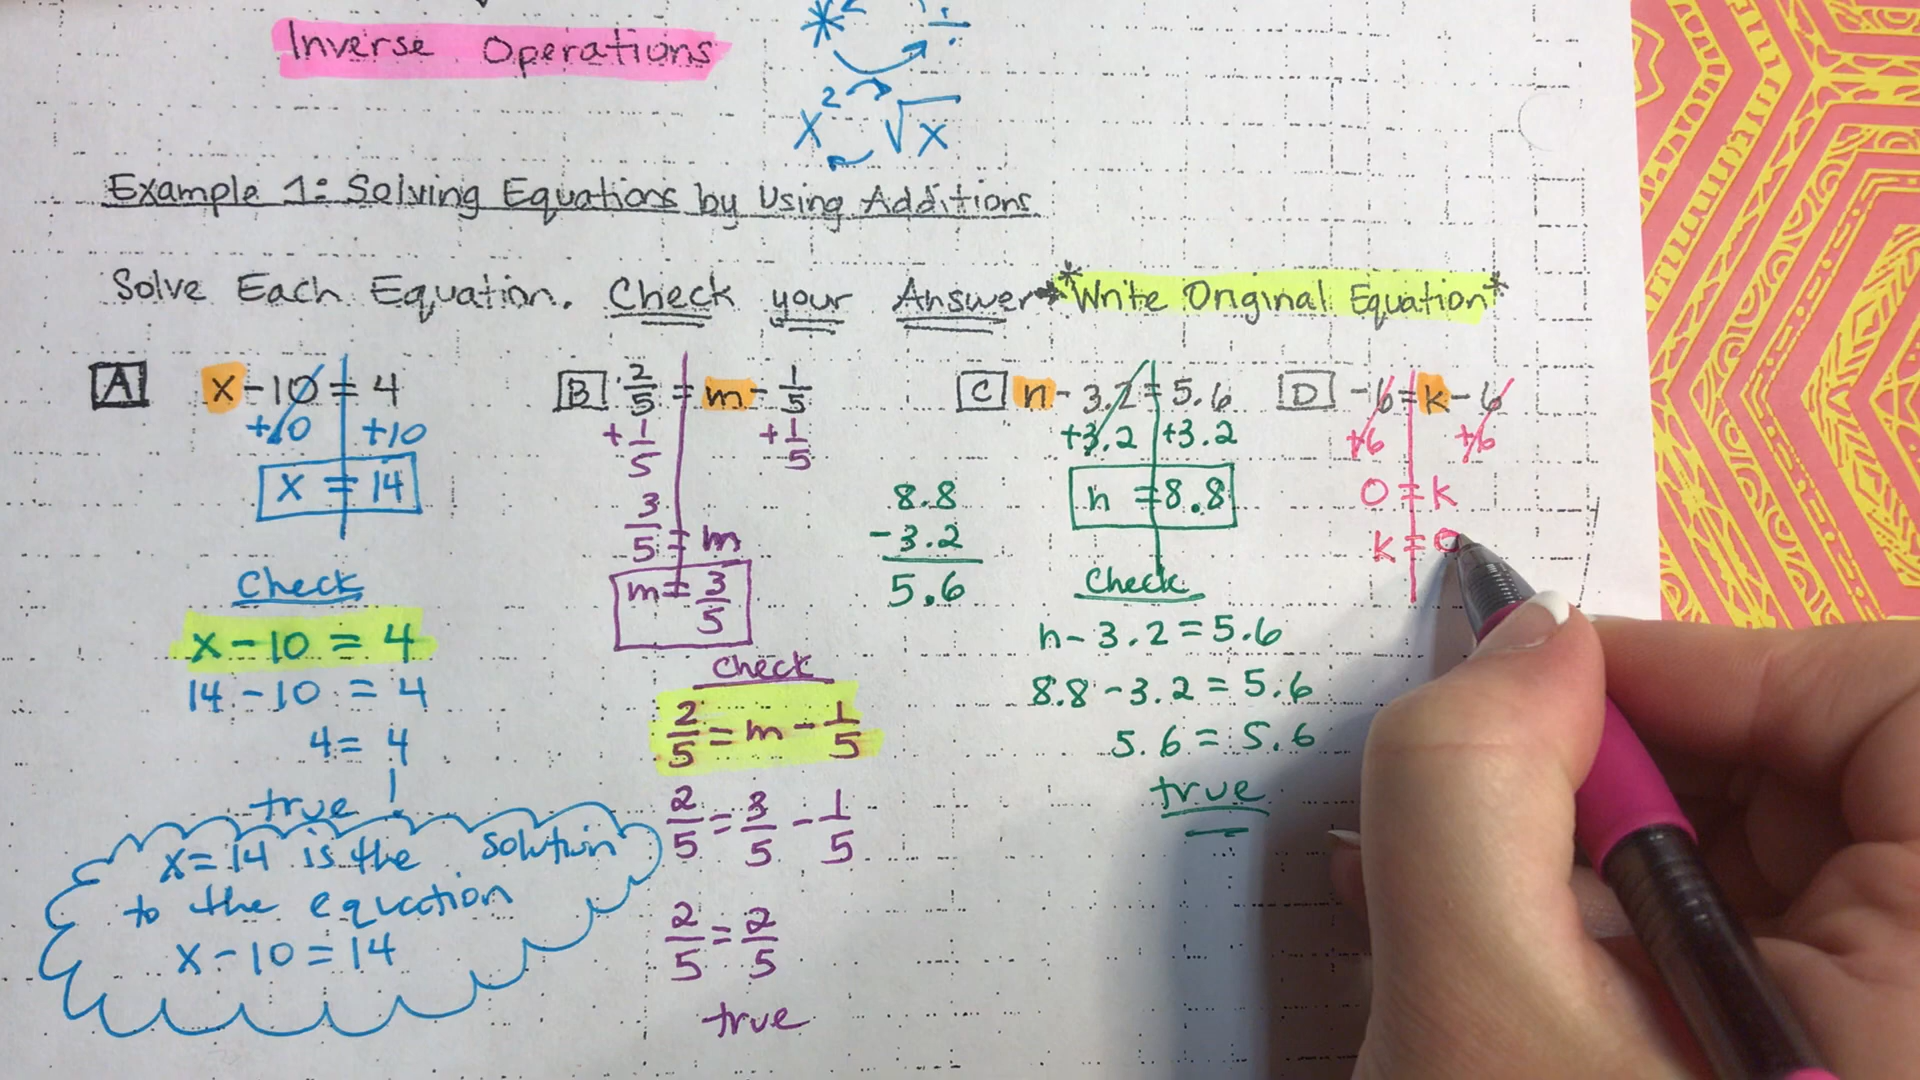 Inverse Operations
* ÷
x² √x
Example 1: Solving Equations by Using Additions
Solve Each Equation. Check your Answer *Write Original Equation*
A x - 10 = 4
+10 +10
x = 14
Check
x - 10 = 4
14 - 10 = 4
4 = 4
true!
x = 14 is the solution
to the equation
x - 10 = 14
B 2/5 = m - 1/5
+ 1/5 + 1/5
3/5 = m
m = 3/5
Check
2/5 = m - 1/5
2/5 = 3/5 - 1/5
2/5 = 2/5
true
8.8
- 3.2
5.6
C n - 3.2 = 5.6
+3.2 +3.2
n = 8.8
Check
n - 3.2 = 5.6
8.8 - 3.2 = 5.6
5.6 = 5.6
true
D -6 = k - 6
+6 +6
0 = k
k = 0